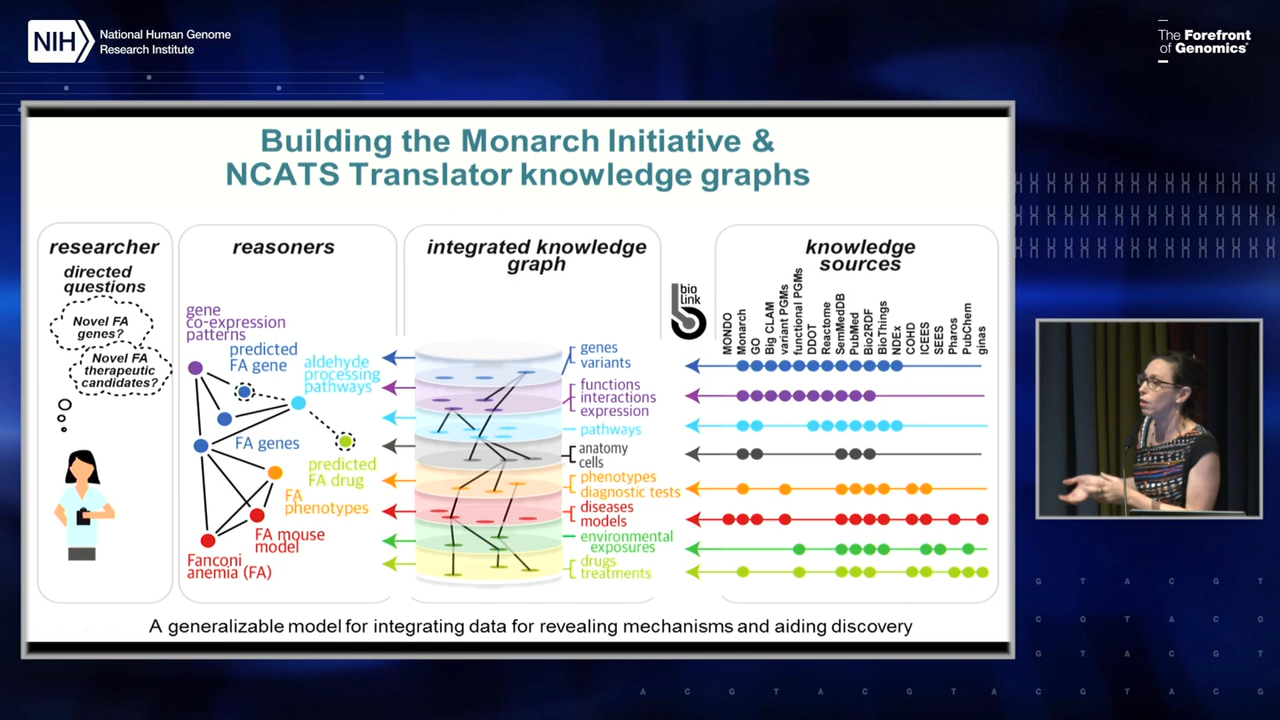 NIH
National Human Genome
Research Institute
The Forefront
of Genomics
Building the Monarch Initiative &
NCATS Translator knowledge graphs
researcher
directed
questions
Novel FA
genes?
Novel FA
therapeutic
candidates?
reasoners
gene
co-expression
patterns
predicted
FA gene
aldehyde
processing
pathways
FA genes
predicted
FA drug
FA
phenotypes
FA mouse
model
Fanconi
anemia (FA)
integrated knowledge
graph
genes
variants
functions
interactions
expression
pathways
anatomy
cells
phenotypes
diagnostic tests
diseases
models
environmental
exposures
drugs
treatments
bio
link
knowledge
sources
MONDO
Monarch
GO
Big CLAM
variant PGMs
functional PGMs
DDOT
Reactome
SemMedDB
PubMed
Bio2RDF
BioThings
NDEx
COHD
CEES
SEES
Pharos
PubChem
ginas
A generalizable model for integrating data for revealing mechanisms and aiding discovery
G T A C G T
C G T A C G
G T A C G T
A C G T A C G T A C G T A C G